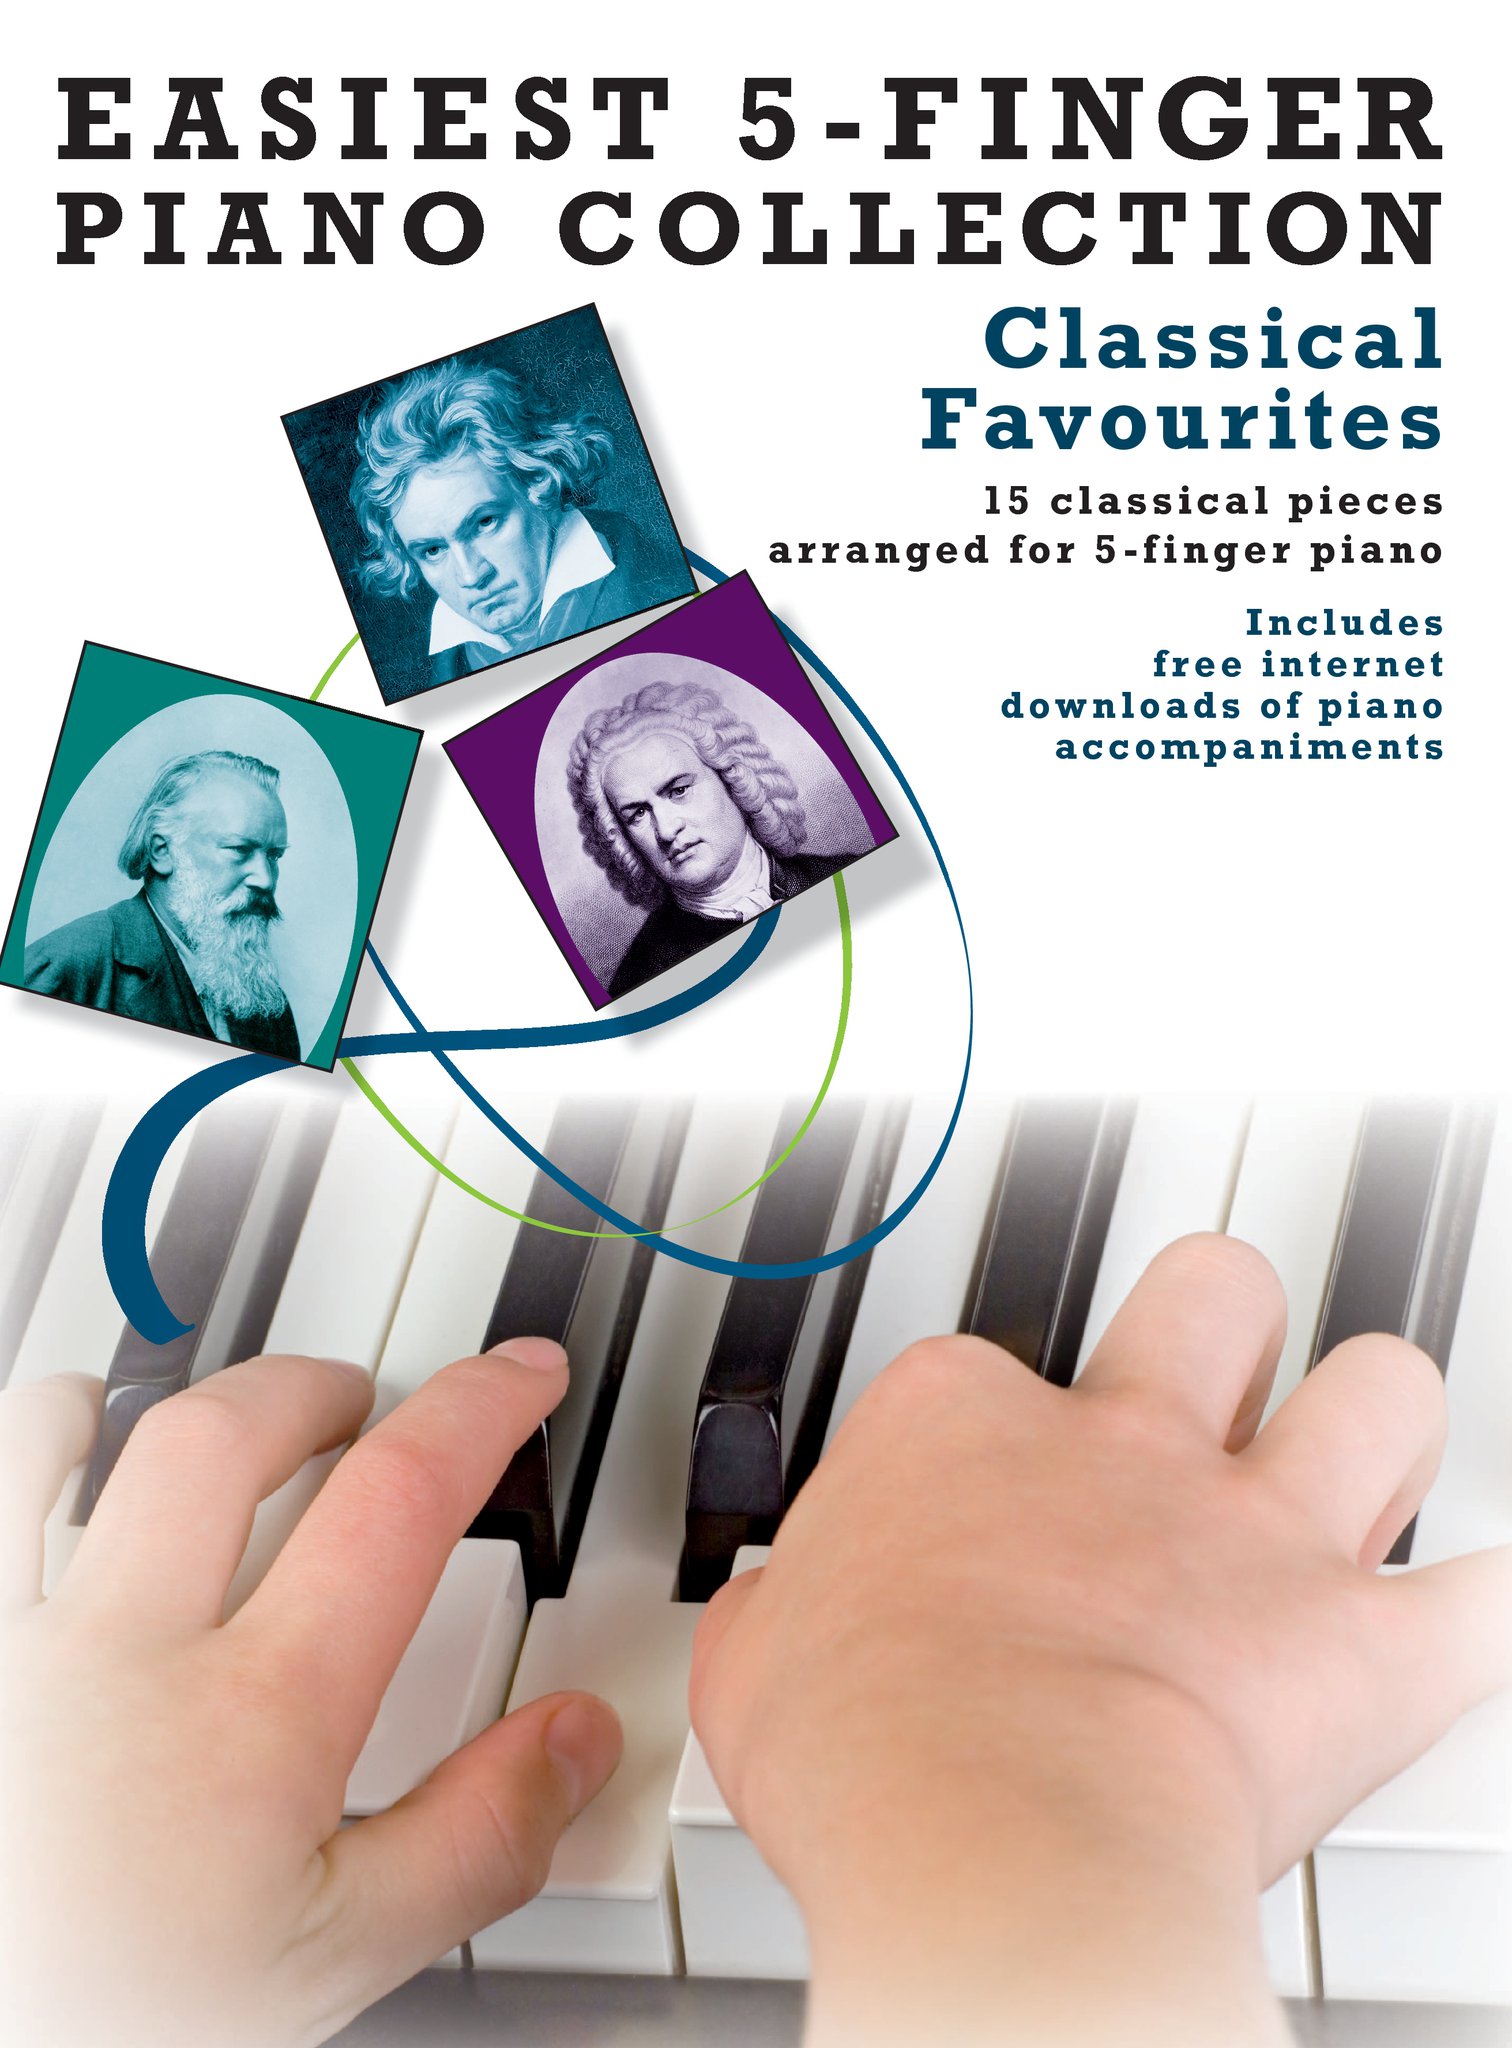 EASIEST 5-FINGER
PIANO COLLECTION
Classical
Favourites
15 classical pieces
arranged for 5-finger piano
Includes
free internet
downloads of piano
accompaniments